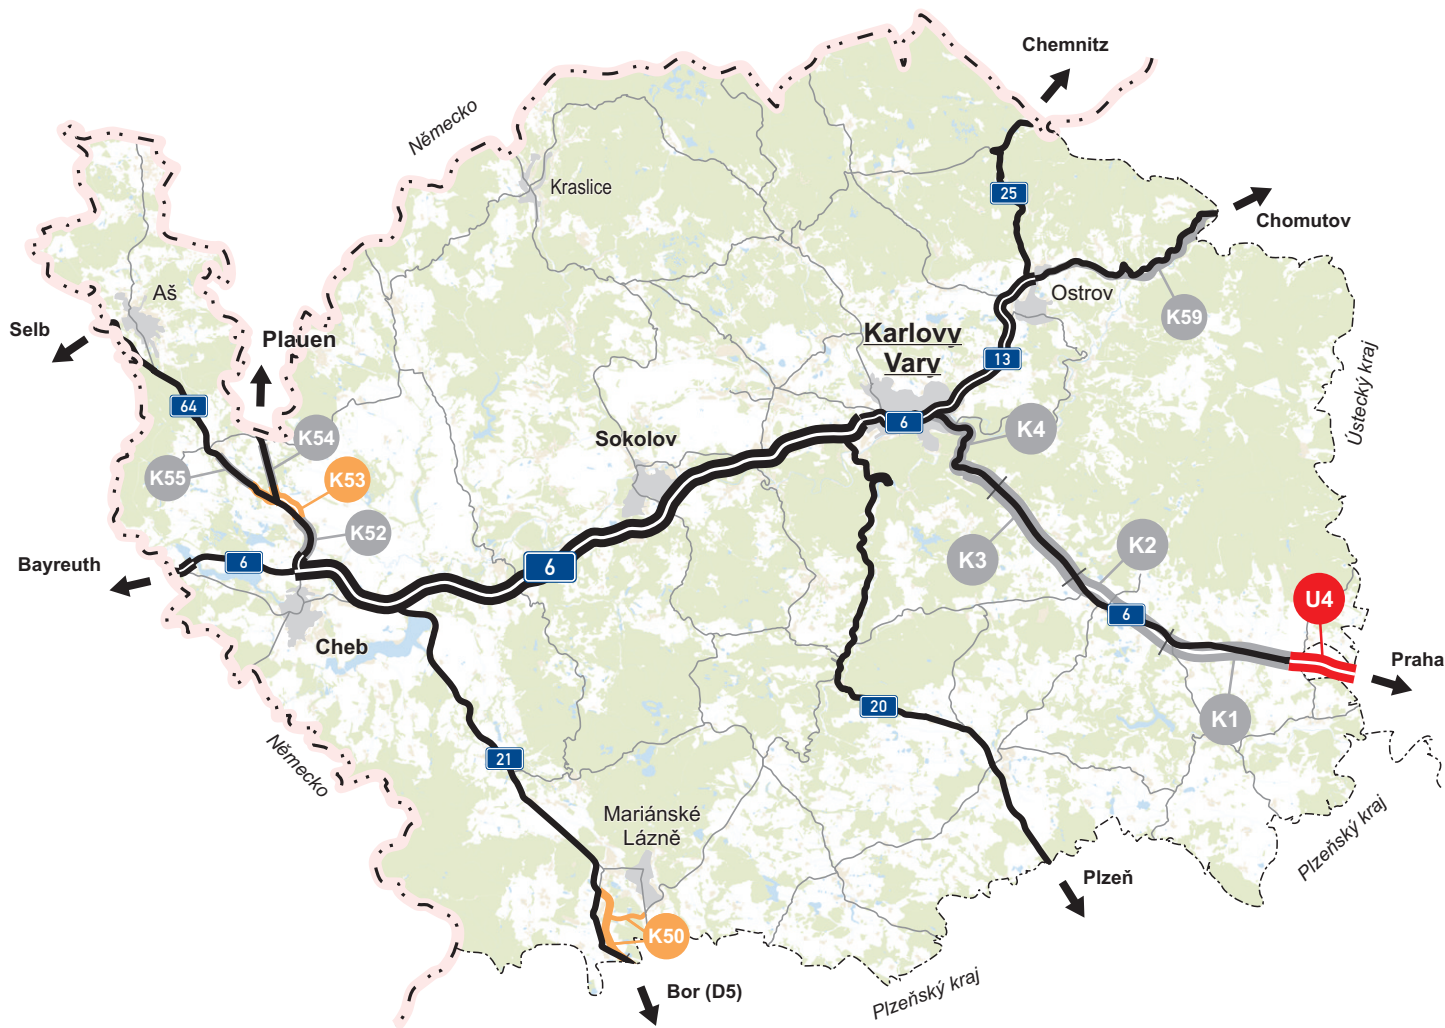 Chemnitz
Německo
Kraslice
25
Chomutov
Aš
Ostrov
K59
Selb
Plauen
Karlovy
Vary
13
Ústecký kraj
64
K54
6
K4
Sokolov
K55
K53
K52
K3
K2
Bayreuth
6
6
U4
6
Cheb
Praha
K1
20
21
Německo
Mariánské
Lázně
Plzeňský kraj
Plzeň
K50
Plzeňský kraj
Bor (D5)